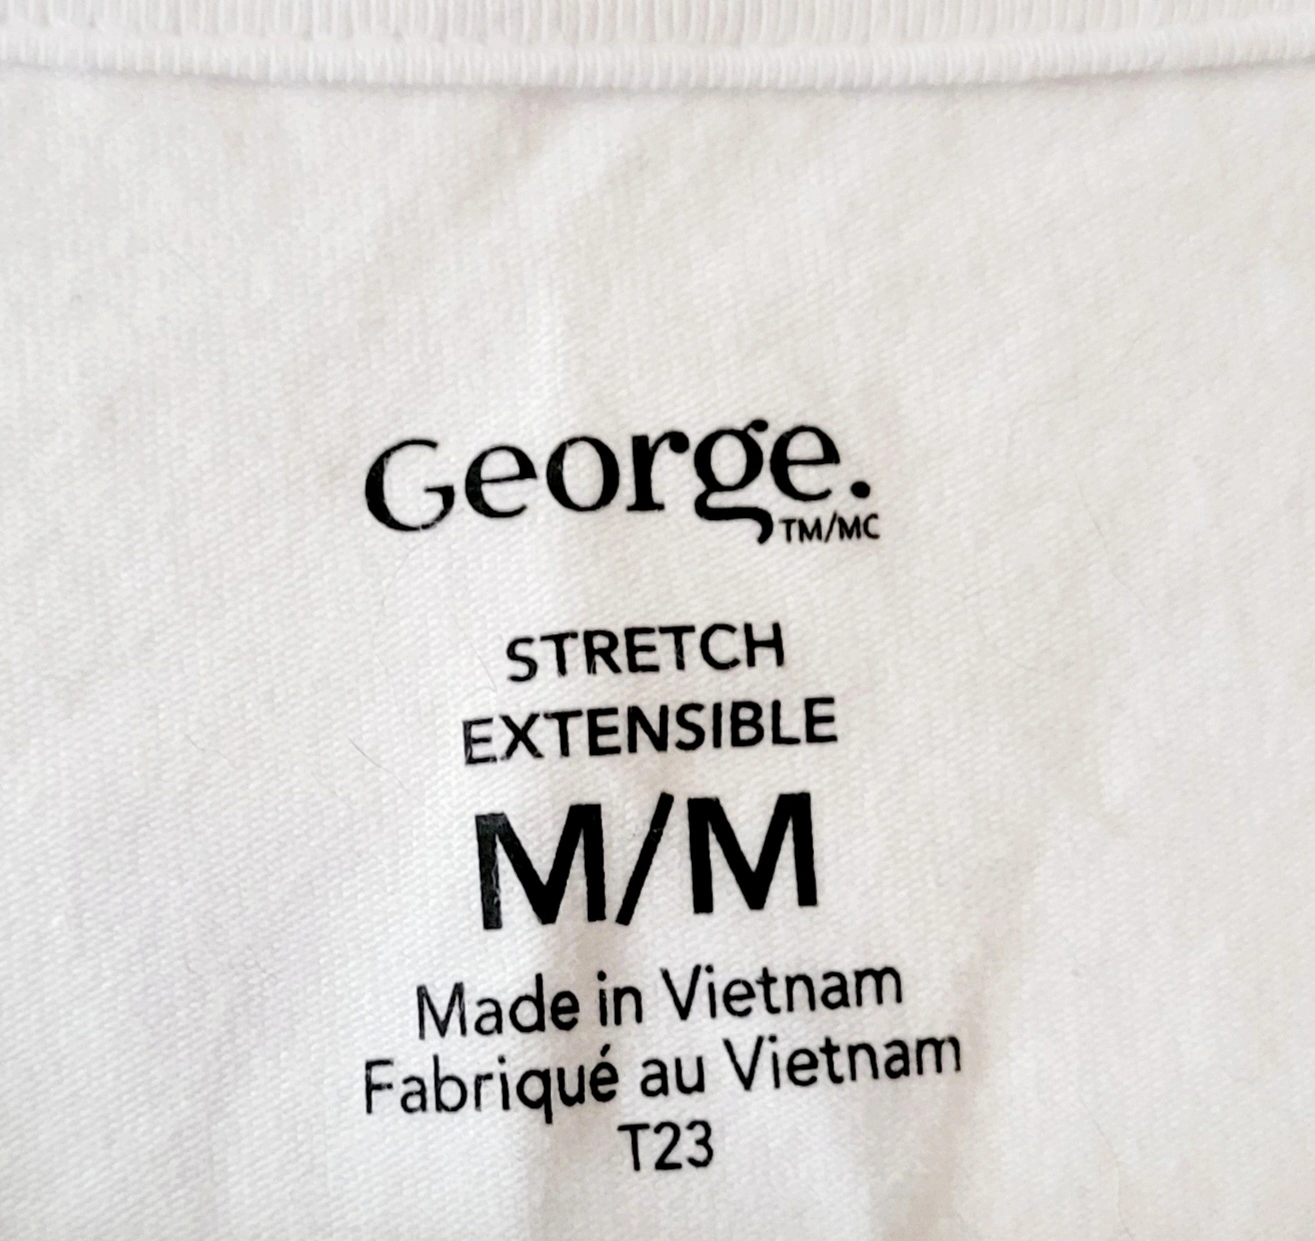 George.
TM/MC
STRETCH
EXTENSIBLE
M/M
Made in Vietnam
Fabriqué au Vietnam
T23